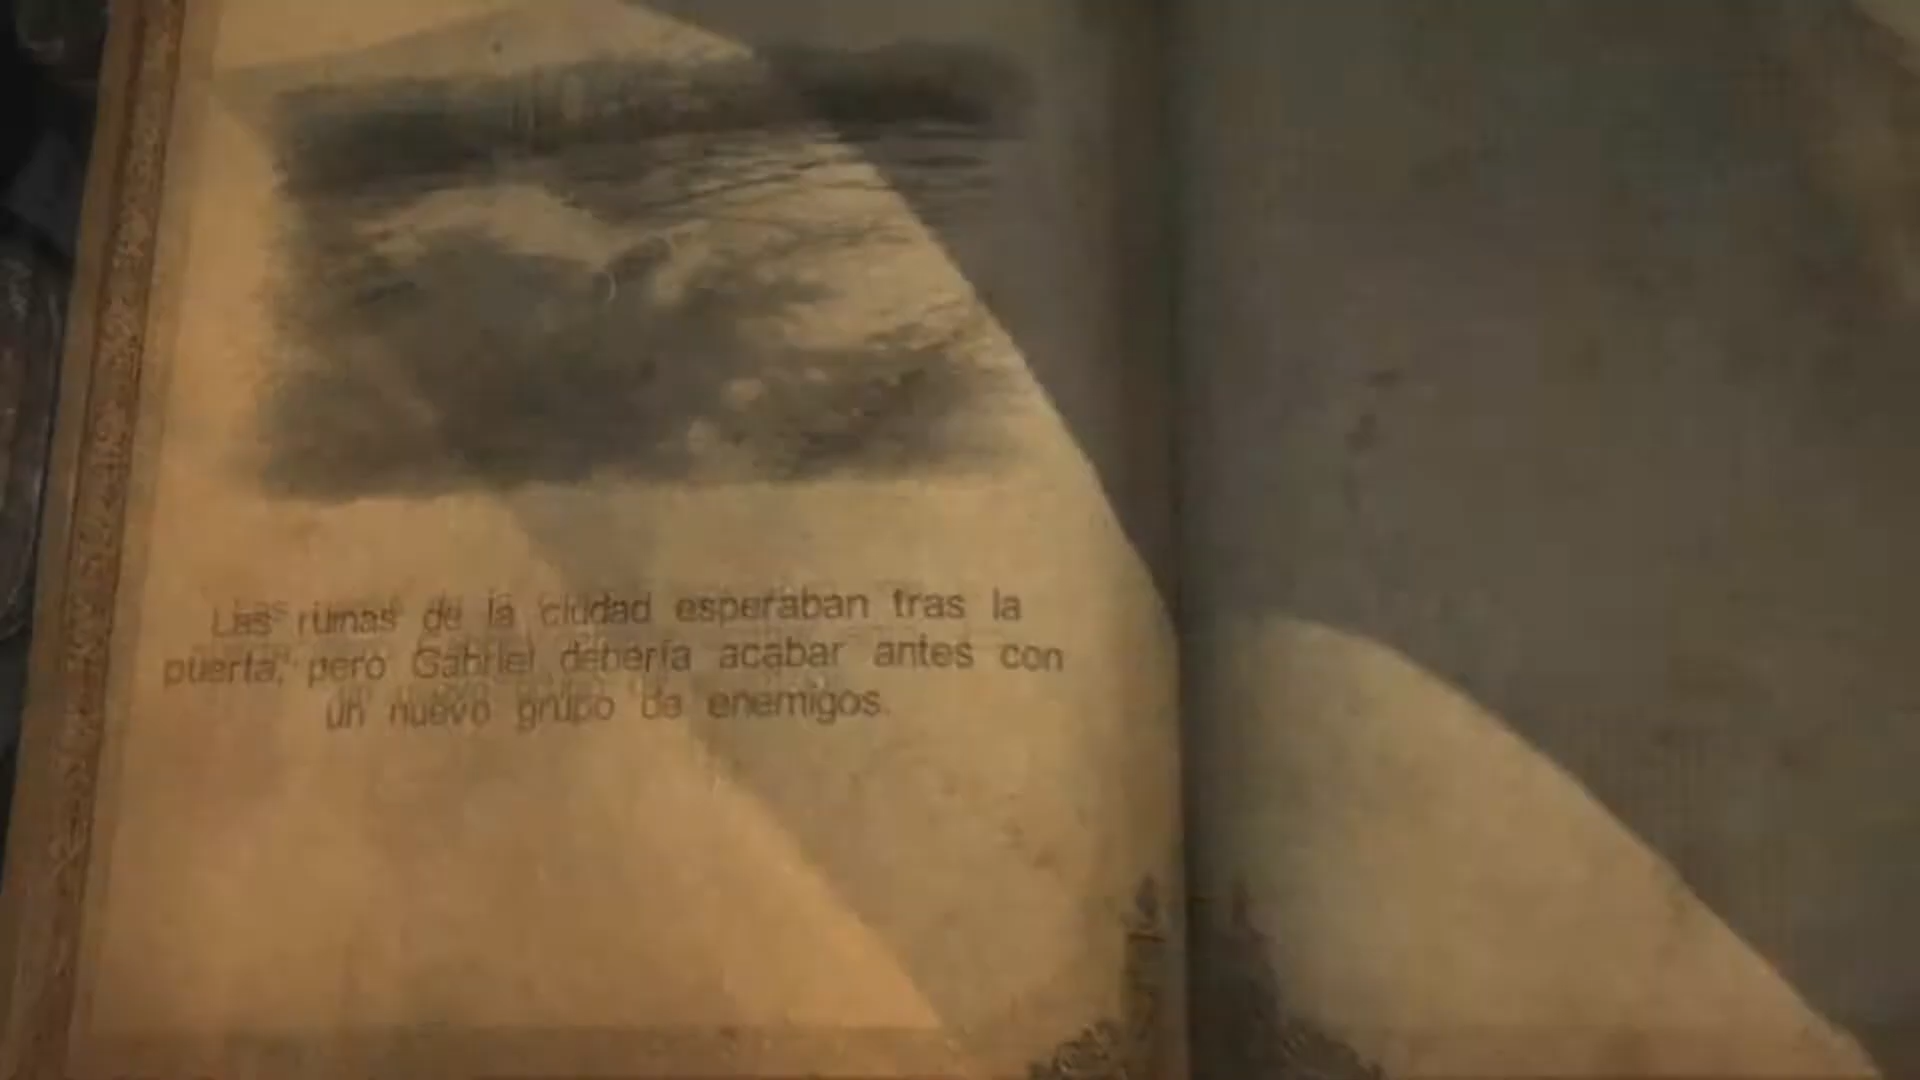 Las ruinas de la ciudad esperaban tras la
puerta, pero Gabriel debería acabar antes con
un nuevo grupo de enemigos.